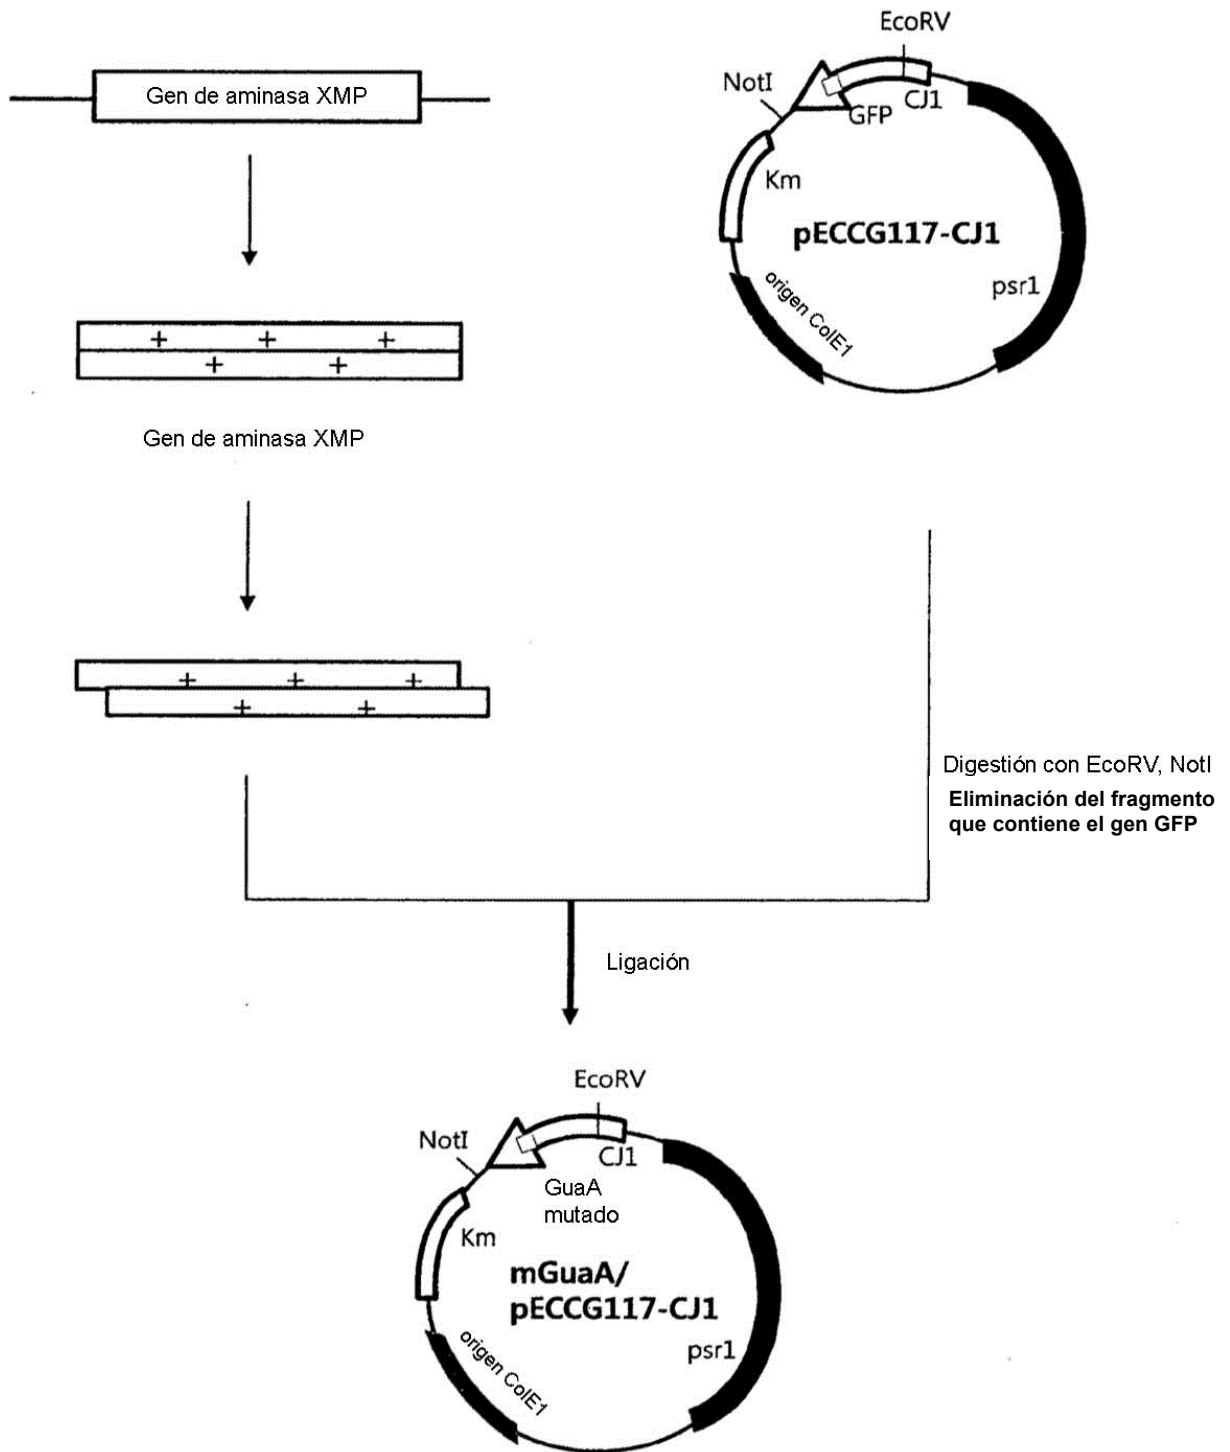 Gen de aminasa XMP
EcoRV
NotI
CJ1
GFP
Km
pECCG117-CJ1
psr1
origen ColE1
Gen de aminasa XMP
Digestión con EcoRV, NotI
Eliminación del fragmento
que contiene el gen GFP
Ligación
EcoRV
NotI
CJ1
GuaA
mutado
Km
mGuaA/
pECCG117-CJ1
psr1
origen ColE1